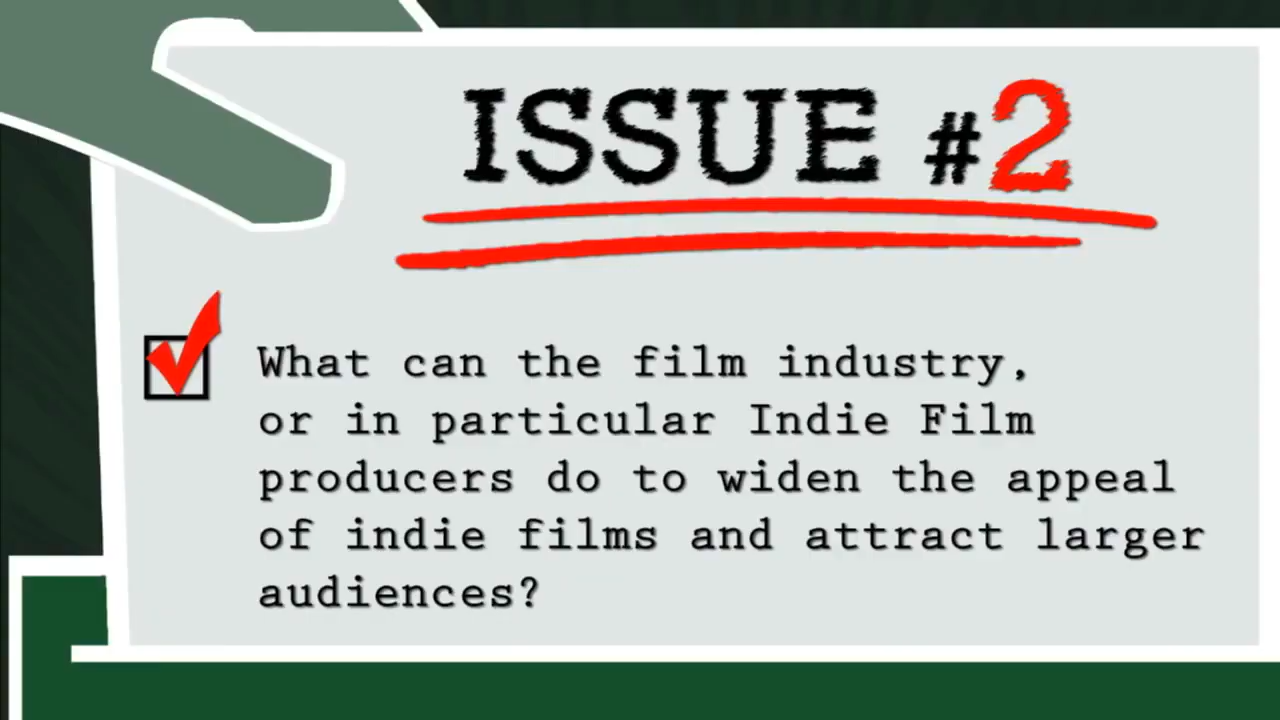 ISSUE #2
What can the film industry,
or in particular Indie Film
producers do to widen the appeal
of indie films and attract larger
audiences?